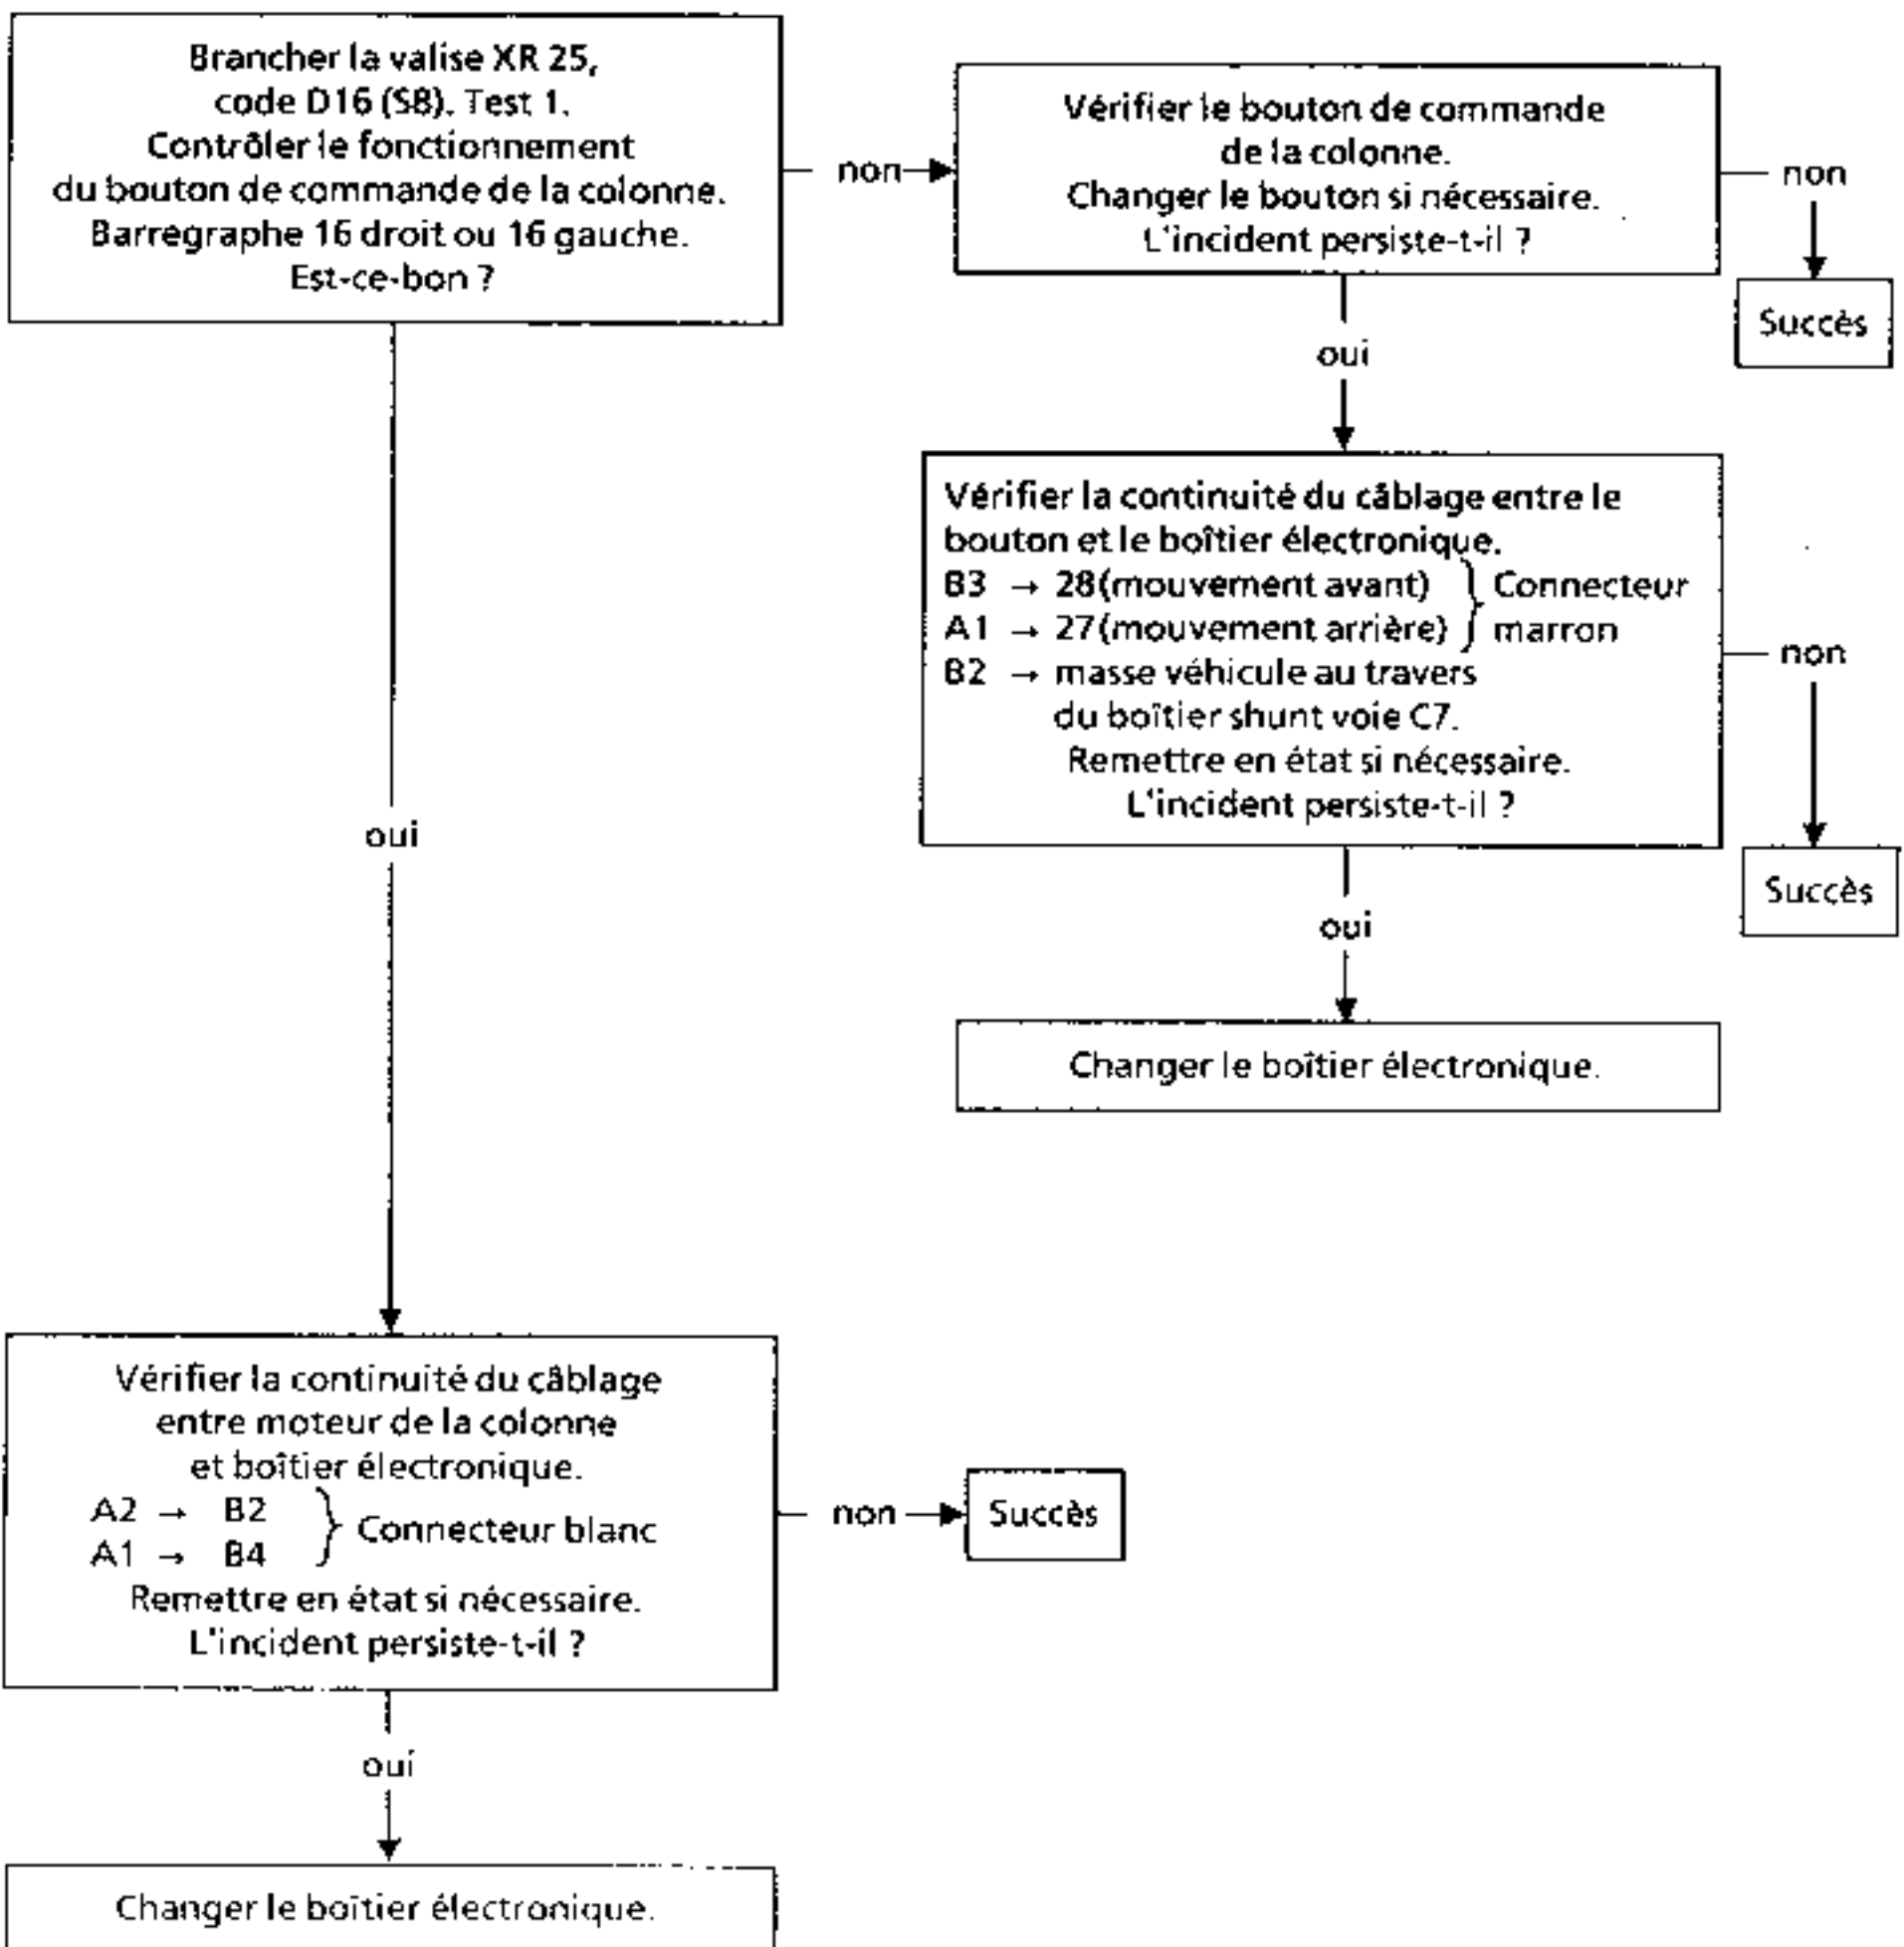 Brancher la valise XR 25,
code D16 (S8). Test 1.
Contrôler le fonctionnement
du bouton de commande de la colonne.
Barregraphe 16 droit ou 16 gauche.
Est-ce-bon ?
non
Vérifier le bouton de commande
de la colonne.
Changer le bouton si nécessaire.
L'incident persiste-t-il ?
non
Succès
oui
Vérifier la continuité du câblage entre le
bouton et le boîtier électronique.
B3 → 28 (mouvement avant) } Connecteur
A1 → 27 (mouvement arrière) } marron
B2 → masse véhicule au travers
du boîtier shunt voie C7.
Remettre en état si nécessaire.
L'incident persiste-t-il ?
non
Succès
oui
Changer le boîtier électronique.
oui
Vérifier la continuité du câblage
entre moteur de la colonne
et boîtier électronique.
A2 → B2
A1 → B4
} Connecteur blanc
Remettre en état si nécessaire.
L'incident persiste-t-il ?
non
Succès
oui
Changer le boîtier électronique.